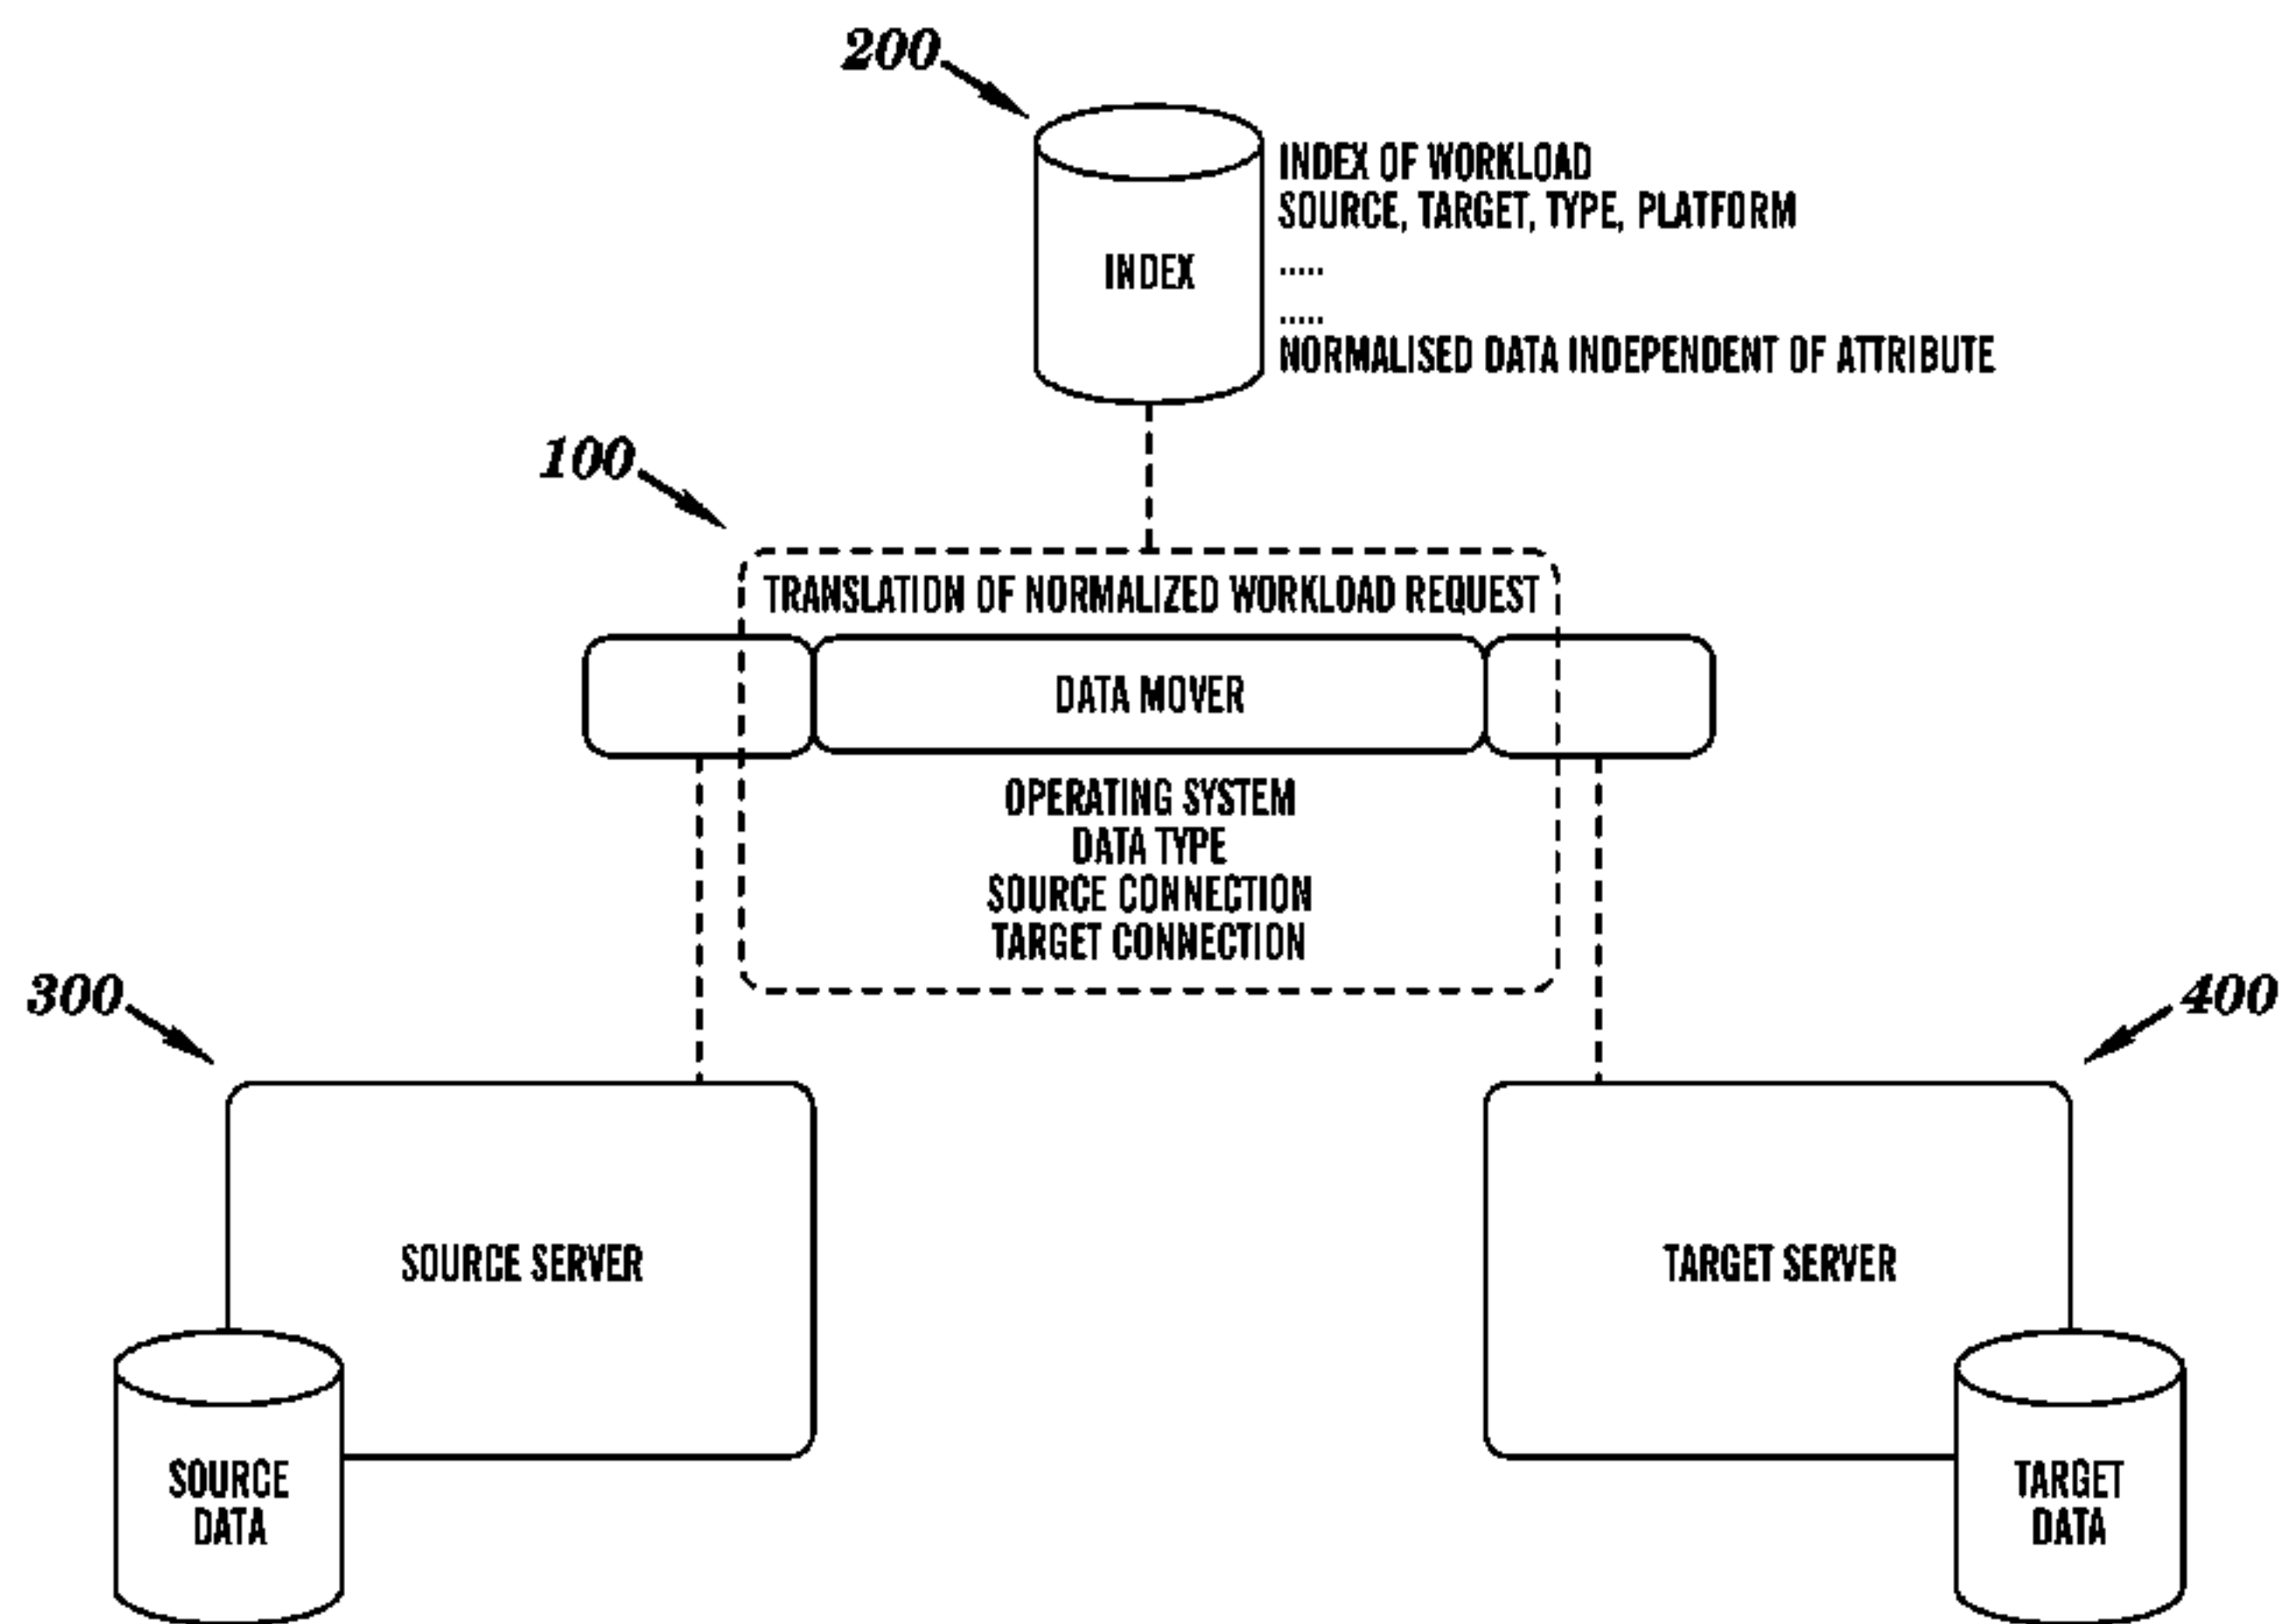 200
INDEX OF WORKLOAD
SOURCE, TARGET, TYPE, PLATFORM
INDEX
.....
.....
NORMALISED DATA INDEPENDENT OF ATTRIBUTE
100
TRANSLATION OF NORMALIZED WORKLOAD REQUEST
DATA MOVER
OPERATING SYSTEM
DATA TYPE
SOURCE CONNECTION
TARGET CONNECTION
300
400
SOURCE SERVER
TARGET SERVER
SOURCE
DATA
TARGET
DATA